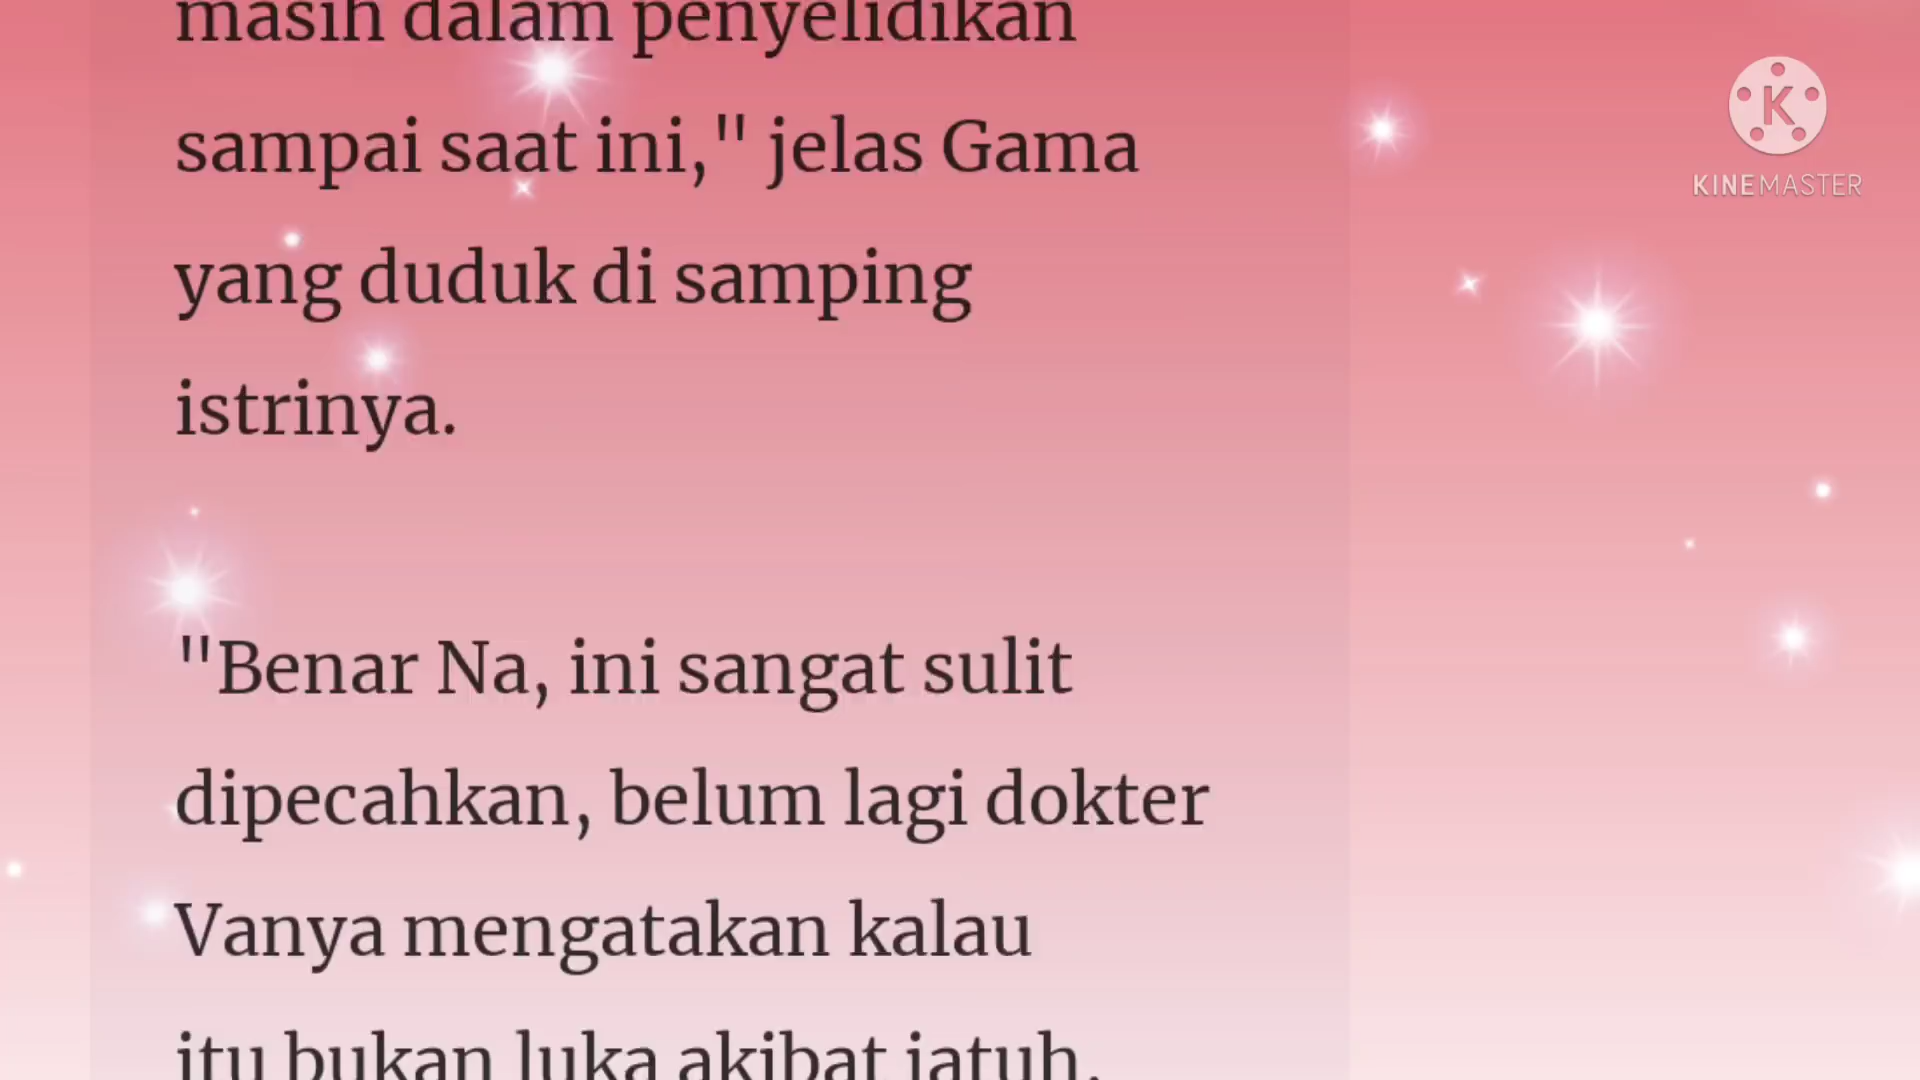 masih dalam penyelidikan
sampai saat ini," jelas Gama
yang duduk di samping
istrinya.
"Benar Na, ini sangat sulit
dipecahkan, belum lagi dokter
Vanya mengatakan kalau
itu bukan luka akibat jatuh,
K
KINEMASTER